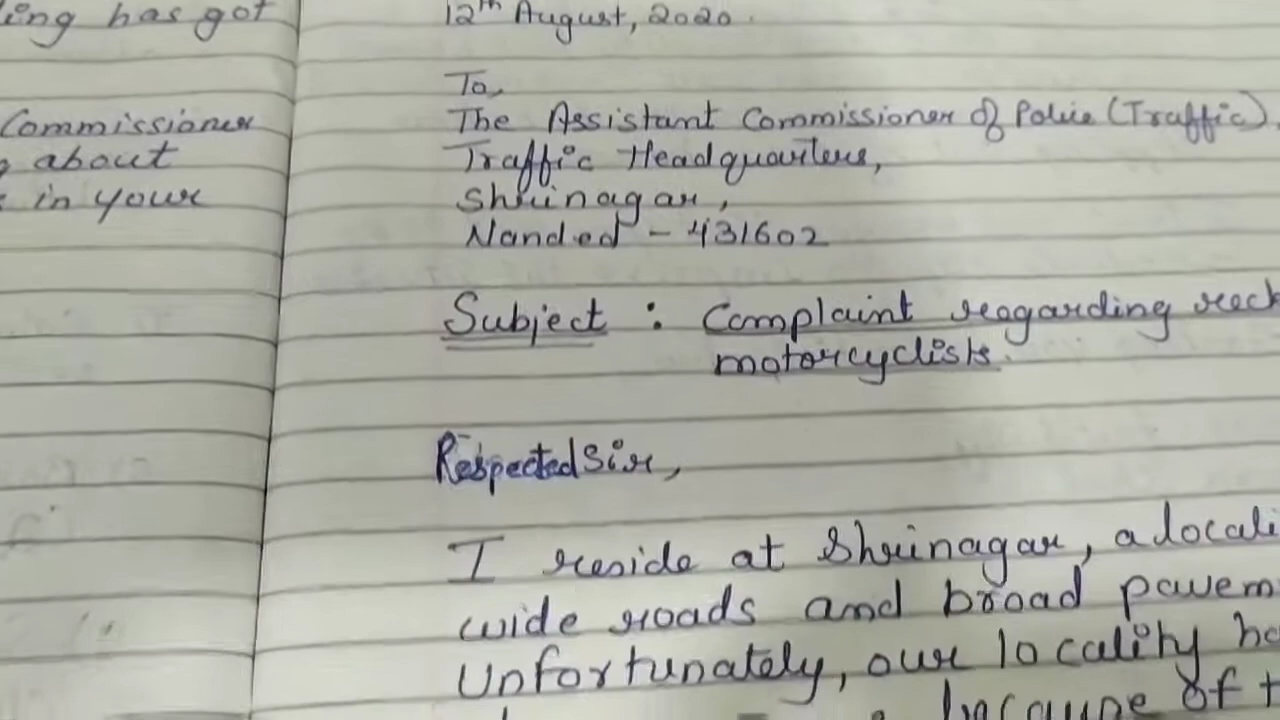 has got
Commissioner
about
in your
12th August, 2020.
To,
The Assistant Commissioner of Police (Traffic),
Traffic Headquarters,
Shrinagar,
Nanded - 431602
Subject : Complaint regarding reck
motorcyclists.
Respected Sir,
I reside at Shrinagar, a locali
wide roads and broad pavem
Unfortunately, our locality ha
because of t